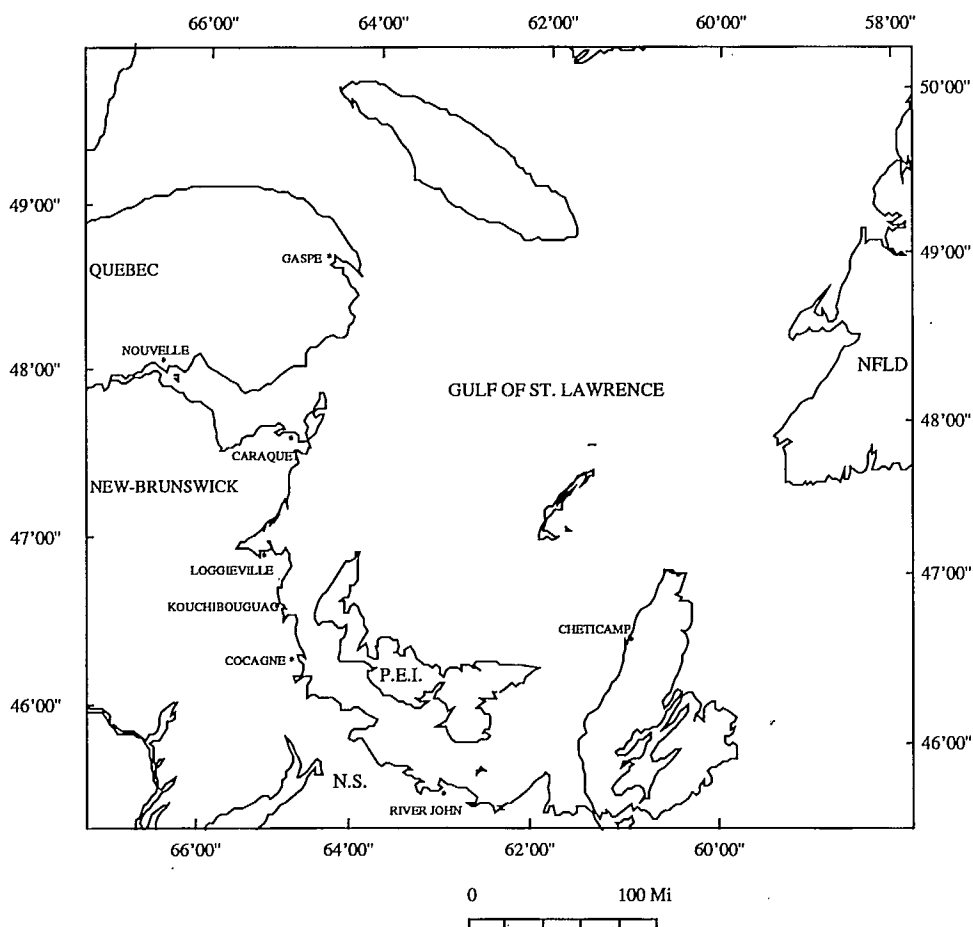 66'00" 64'00" 62'00" 60'00" 58'00"
50'00"
49'00"
49'00"
GASPE
QUEBEC
NOUVELLE
48'00"
NFLD
GULF OF ST. LAWRENCE
48'00"
CARAQUE
NEW-BRUNSWICK
47'00"
LOGGIEVILLE
47'00"
KOUCHIBOUGUAC
CHETICAMP
COCAGNE
P.E.I.
46'00"
46'00"
N.S.
RIVER JOHN
66'00" 64'00" 62'00" 60'00"
0 100 Mi